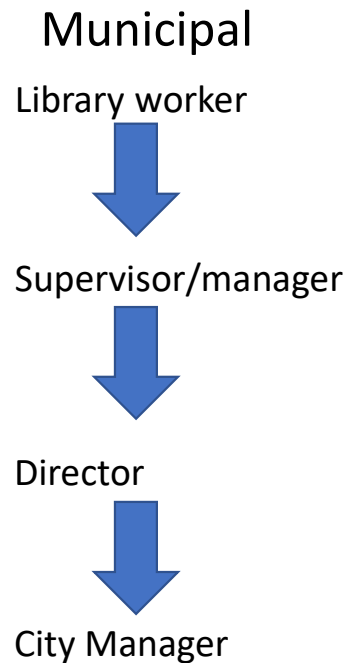 Municipal
Library worker
Supervisor/manager
Director
City Manager